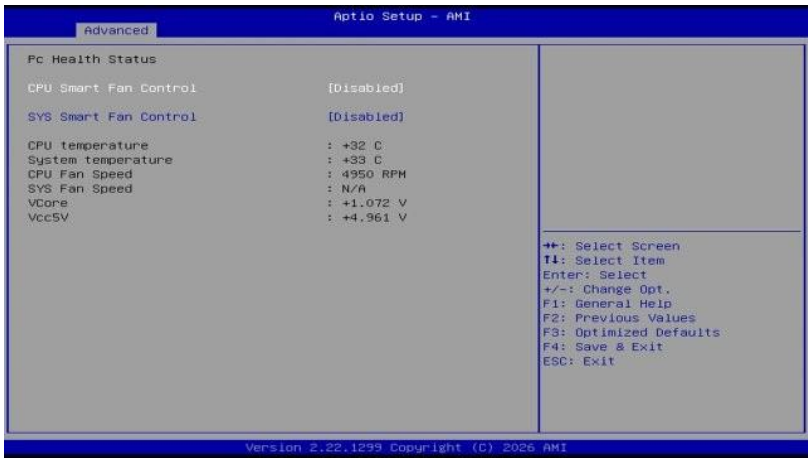 Aptio Setup - AMI
Advanced
Pc Health Status
CPU Smart Fan Control [Disabled]
SYS Smart Fan Control [Disabled]
CPU temperature : +32 C
System temperature : +33 C
CPU Fan Speed : 4950 RPM
SYS Fan Speed : N/A
VCore : +1.072 V
Vcc5V : +4.961 V
→←: Select Screen
↑↓: Select Item
Enter: Select
+/-: Change Opt.
F1: General Help
F2: Previous Values
F3: Optimized Defaults
F4: Save & Exit
ESC: Exit
Version 2.22.1299 Copyright (C) 2026 AMI